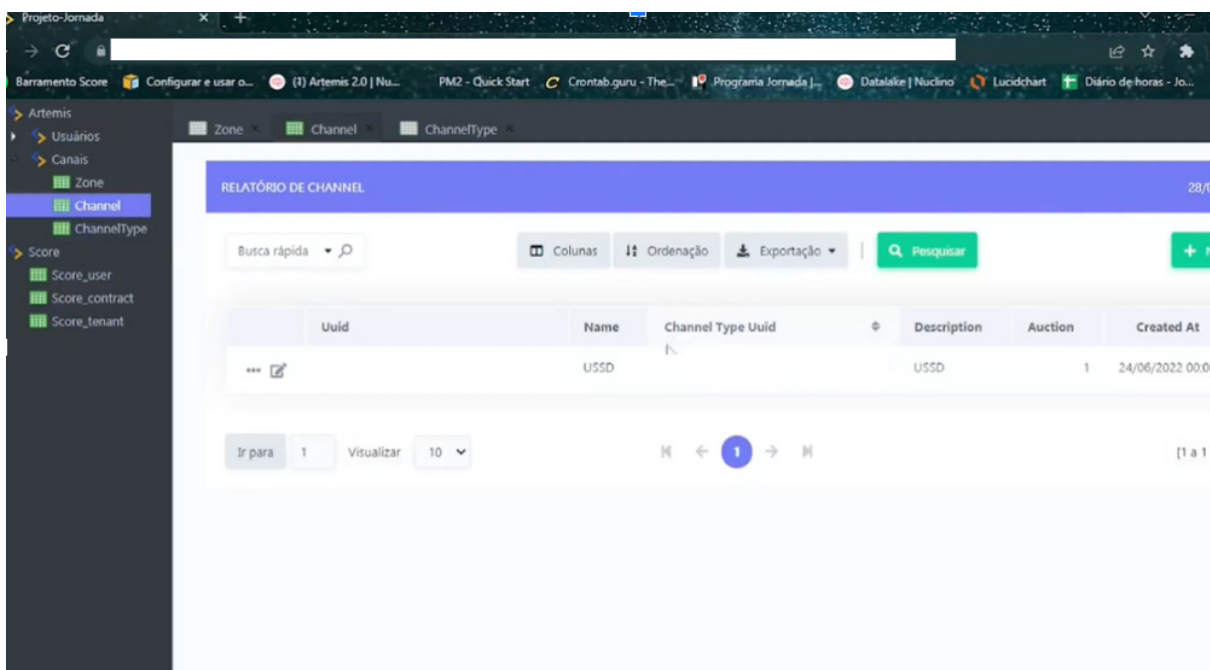 Projeto-Jornada
Barramento Score Configurar e usar o... (1) Artemis 2.0 | Nu... PM2 - Quick Start Crontab.guru - The... Programa Jornada |... Datalake | Nuclino Lucidchart Diário de horas - Jo...
Artemis
Usuários
Canais
Zone
Channel
ChannelType
Score
Score_user
Score_contract
Score_tenant
Zone Channel ChannelType
RELATÓRIO DE CHANNEL 28/
Busca rápida Colunas Ordenação Exportação Pesquisar
Uuid Name Channel Type Uuid Description Auction Created At
USSD USSD 1 24/06/2022 00:0
Ir para 1 Visualizar 10 1 [1 a 1